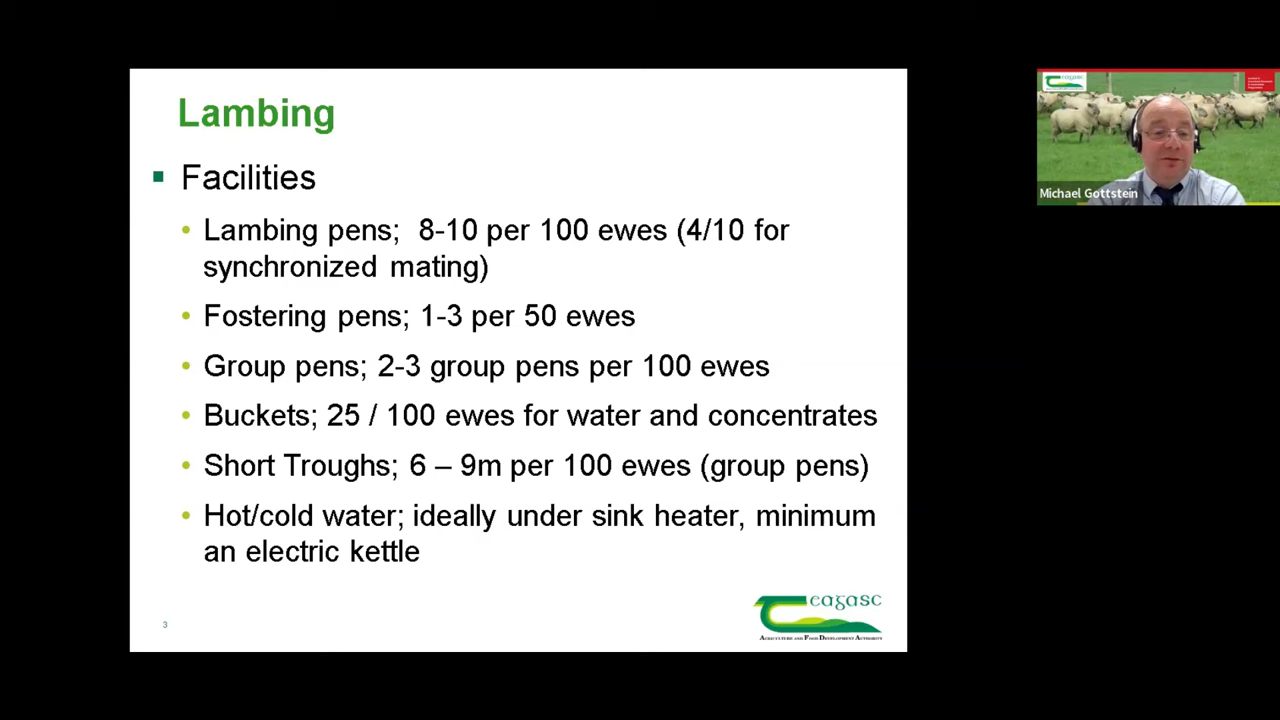 Lambing
▪ Facilities
• Lambing pens; 8-10 per 100 ewes (4/10 for
synchronized mating)
• Fostering pens; 1-3 per 50 ewes
• Group pens; 2-3 group pens per 100 ewes
• Buckets; 25 / 100 ewes for water and concentrates
• Short Troughs; 6 – 9m per 100 ewes (group pens)
• Hot/cold water; ideally under sink heater, minimum
an electric kettle
3
eagasc
AGRICULTURE AND FOOD DEVELOPMENT AUTHORITY
eagasc
Michael Gottstein